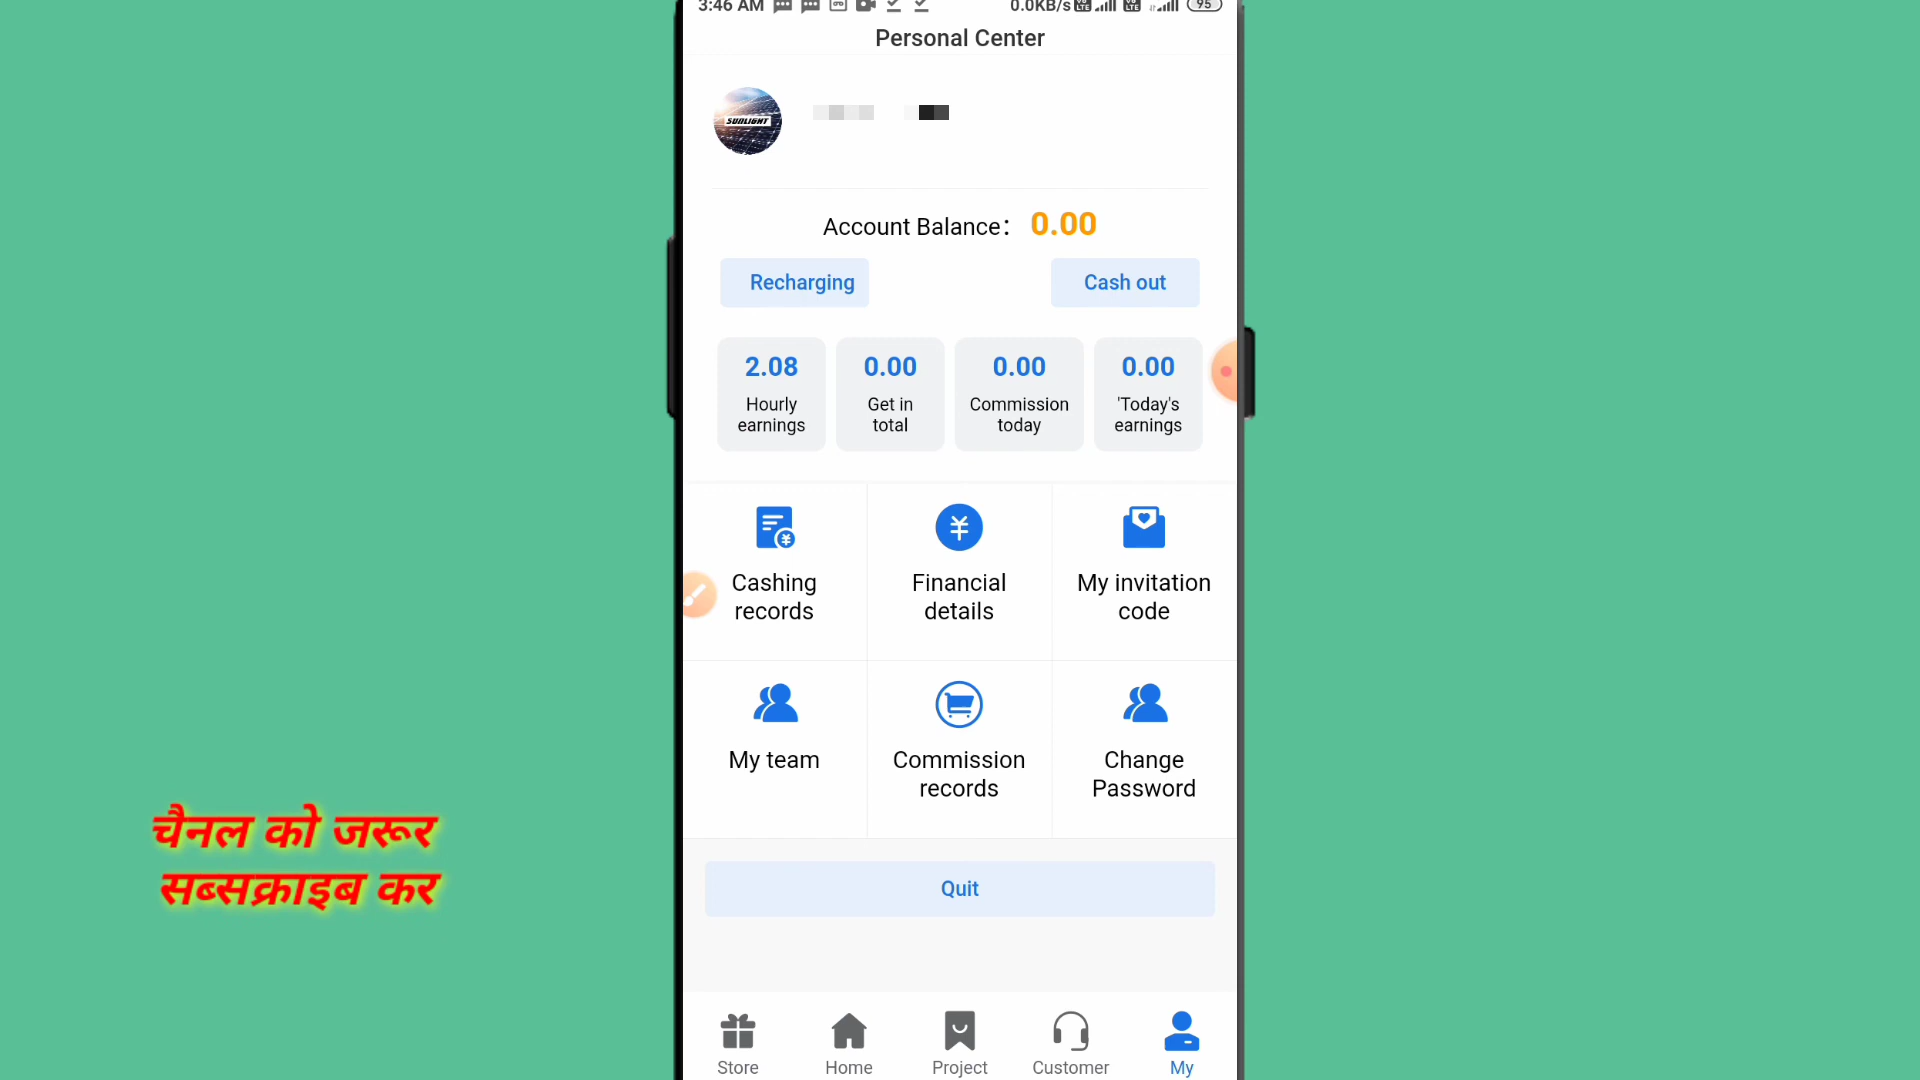 3:46 AM
0.0KB/s
95
Personal Center
SUNLIGHT
Account Balance： 0.00
Recharging
Cash out
2.08
0.00
0.00
0.00
Hourly
earnings
Get in
total
Commission
today
'Today's
earnings
Cashing
records
Financial
details
My invitation
code
My team
Commission
records
Change
Password
चैनल को जरूर
सब्सक्राइब कर
Quit
Store
Home
Project
Customer
My